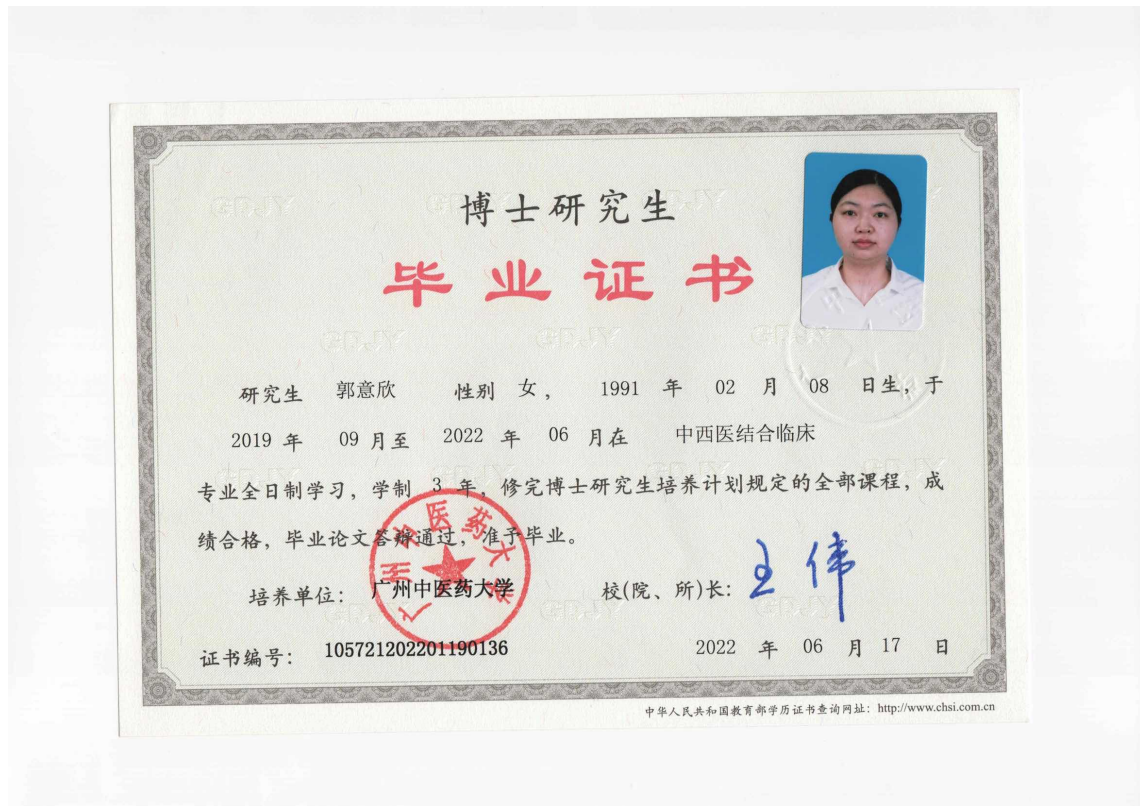 博士研究生
毕业证书
研究生 郭意欣 性别 女， 1991 年 02 月 08 日生，于
2019 年 09 月至 2022 年 06 月在 中西医结合临床
专业全日制学习，学制 3 年，修完博士研究生培养计划规定的全部课程，成
绩合格，毕业论文答辩通过，准予毕业。
培养单位： 广州中医药大学 校(院、所)长： 王伟
广州中医药大学
证书编号： 105721202201190136 2022 年 06 月 17 日
中华人民共和国教育部学历证书查询网址：http://www.chsi.com.cn